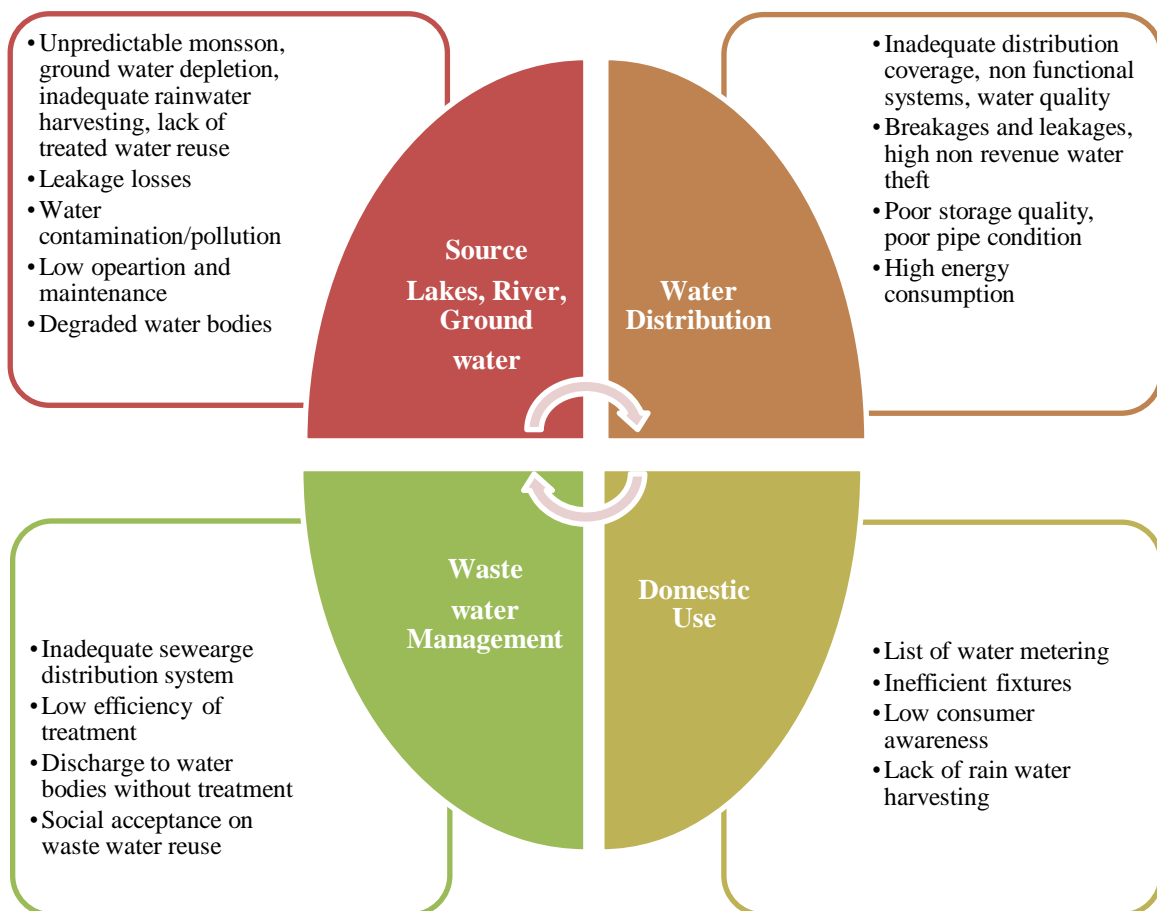 •Unpredictable monsson,
ground water depletion,
inadequate rainwater
harvesting, lack of
treated water reuse
•Leakage losses
•Water
contamination/pollution
•Low opeartion and
maintenance
•Degraded water bodies
Source
Lakes, River,
Ground
water
•Inadequate distribution
coverage, non functional
systems, water quality
•Breakages and leakages,
high non revenue water
theft
•Poor storage quality,
poor pipe condition
•High energy
consumption
Water
Distribution
Waste
water
Management
•Inadequate sewearge
distribution system
•Low efficiency of
treatment
•Discharge to water
bodies without treatment
•Social acceptance on
waste water reuse
Domestic
Use
•List of water metering
•Inefficient fixtures
•Low consumer
awareness
•Lack of rain water
harvesting